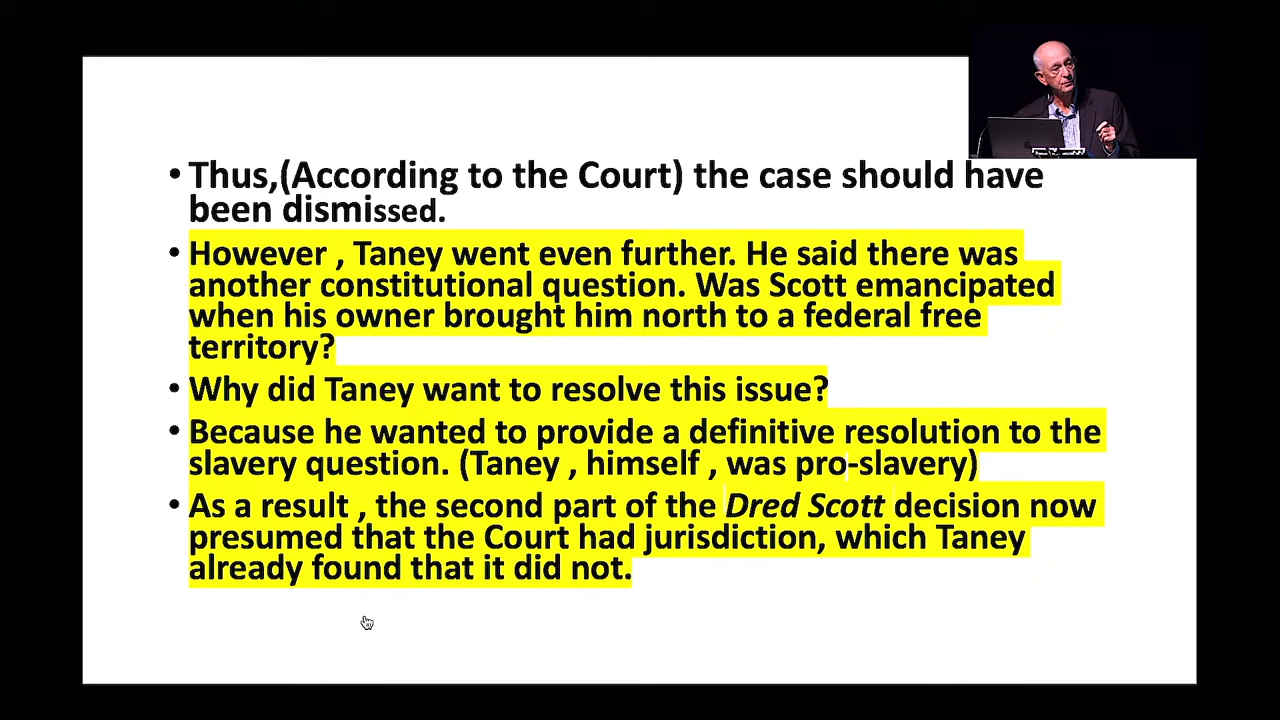 • Thus,(According to the Court) the case should have
been dismissed.
• However , Taney went even further. He said there was
another constitutional question. Was Scott emancipated
when his owner brought him north to a federal free
territory?
• Why did Taney want to resolve this issue?
• Because he wanted to provide a definitive resolution to the
slavery question. (Taney , himself , was pro-slavery)
• As a result , the second part of the Dred Scott decision now
presumed that the Court had jurisdiction, which Taney
already found that it did not.